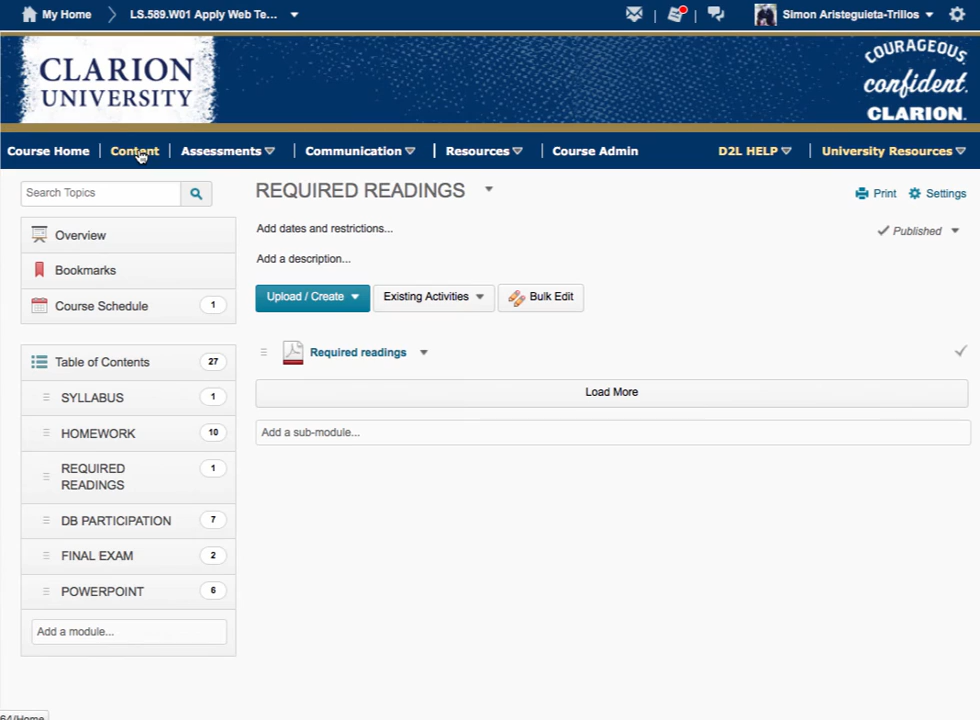 My Home
LS.589.W01 Apply Web Te...
Simon Aristeguieta-Trillos
CLARION
UNIVERSITY
COURAGEOUS.
confident.
CLARION.
Course Home
Content
Assessments
Communication
Resources
Course Admin
D2L HELP
University Resources
Search Topics
Overview
Bookmarks
Course Schedule 1
Table of Contents 27
SYLLABUS 1
HOMEWORK 10
REQUIRED 1
READINGS
DB PARTICIPATION 7
FINAL EXAM 2
POWERPOINT 6
Add a module...
REQUIRED READINGS
Print
Settings
Add dates and restrictions...
Published
Add a description...
Upload / Create
Existing Activities
Bulk Edit
Required readings
Load More
Add a sub-module...
64/Home